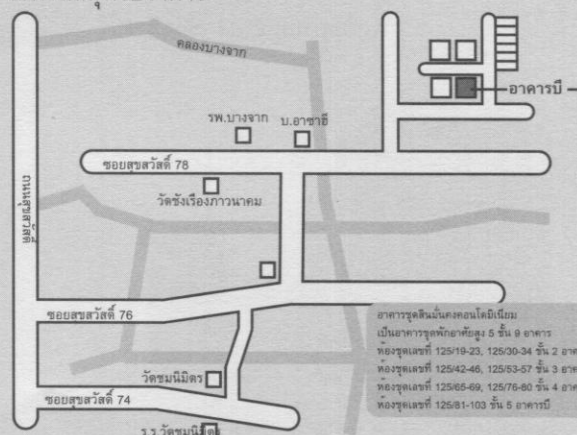 คลองบางจาก
อาคารบี
รพ.บางจาก
บ.อาซาฮี
ซอยสุขสวัสดิ์ 78
ถนนสุขสวัสดิ์
วัดชังเรืองภาวนาคม
ซอยสุขสวัสดิ์ 76
วัดชมนิมิตร
ซอยสุขสวัสดิ์ 74
ร.ร.วัดชมนิมิตร
อาคารชุดสินมั่นคงคอนโดมิเนียม
เป็นอาคารชุดพักอาศัยสูง 5 ชั้น 9 อาคาร
ห้องชุดเลขที่ 125/19-23, 125/30-34 ชั้น 2
ห้องชุดเลขที่ 125/42-46, 125/53-57 ชั้น 3
ห้องชุดเลขที่ 125/65-69, 125/76-80 ชั้น 4
ห้องชุดเลขที่ 125/81-103 ชั้น 5 อาคารบี